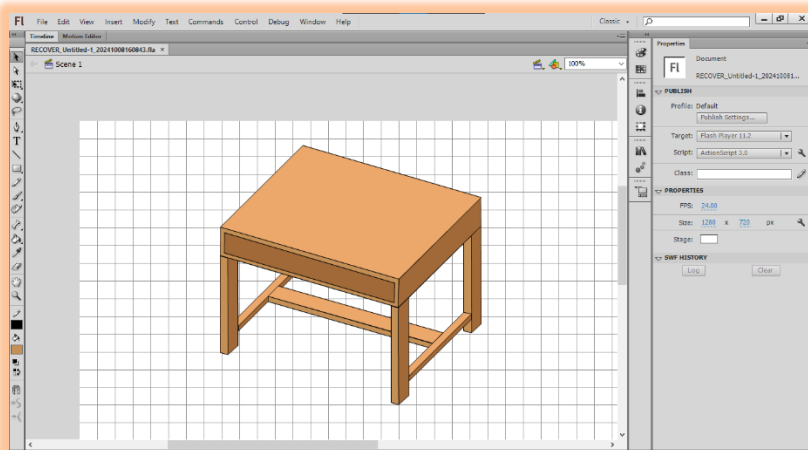 Fl File Edit View Insert Modify Text Commands Control Debug Window Help Classic
Timeline Motion Editor
RECOVER_Untitled-1_20241008160843.fla ×
Scene 1 100%
T
Properties
Fl Document
RECOVER_Untitled-1_202410081...
PUBLISH
Profile: Default
Publish Settings...
Target: Flash Player 11.2
Script: ActionScript 3.0
Class:
PROPERTIES
FPS: 24.00
Size: 1280 x 720 px
Stage:
SWF HISTORY
Log Clear